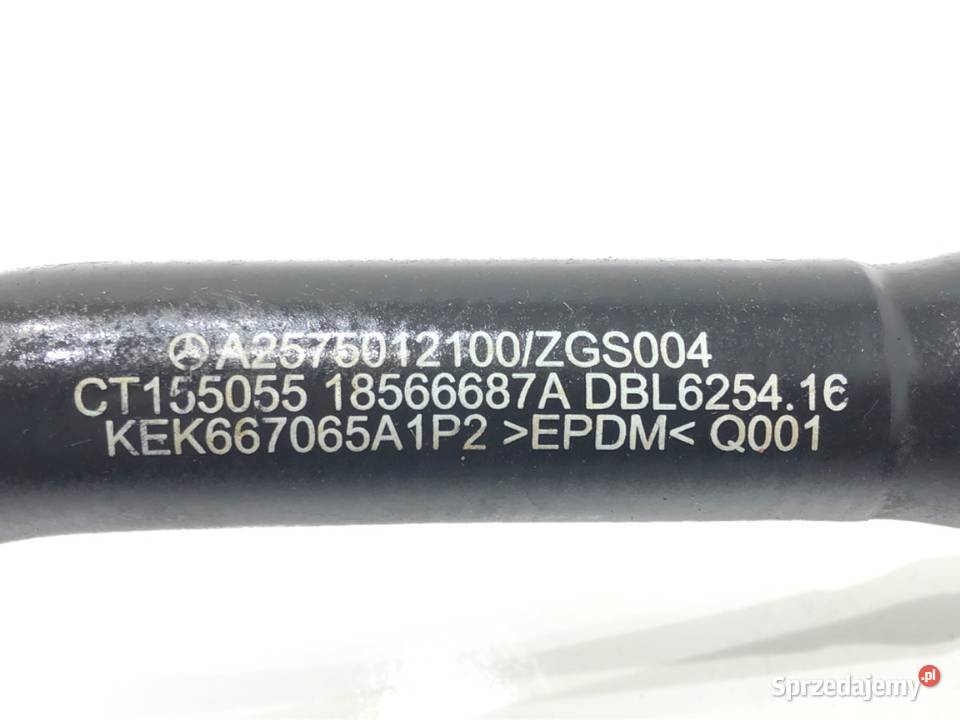 A2575012100/ZGS004
CT155055 18566687A DBL6254.16
KEK667065A1P2 >EPDM< Q001
Sprzedajemy.pl